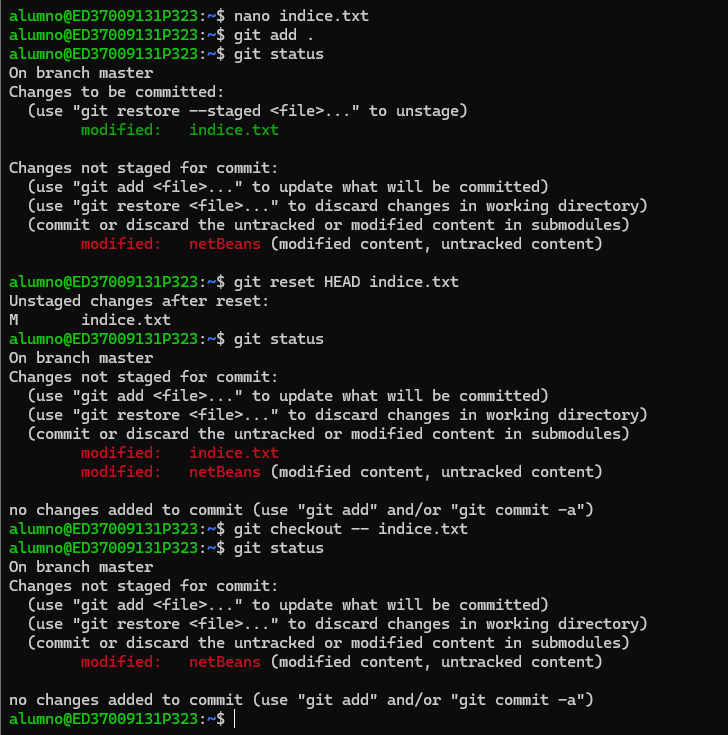 alumno@ED37009131P323:~$ nano indice.txt
alumno@ED37009131P323:~$ git add .
alumno@ED37009131P323:~$ git status
On branch master
Changes to be committed:
  (use "git restore --staged <file>..." to unstage)
        modified:   indice.txt

Changes not staged for commit:
  (use "git add <file>..." to update what will be committed)
  (use "git restore <file>..." to discard changes in working directory)
  (commit or discard the untracked or modified content in submodules)
        modified:   netBeans (modified content, untracked content)

alumno@ED37009131P323:~$ git reset HEAD indice.txt
Unstaged changes after reset:
M       indice.txt
alumno@ED37009131P323:~$ git status
On branch master
Changes not staged for commit:
  (use "git add <file>..." to update what will be committed)
  (use "git restore <file>..." to discard changes in working directory)
  (commit or discard the untracked or modified content in submodules)
        modified:   indice.txt
        modified:   netBeans (modified content, untracked content)

no changes added to commit (use "git add" and/or "git commit -a")
alumno@ED37009131P323:~$ git checkout -- indice.txt
alumno@ED37009131P323:~$ git status
On branch master
Changes not staged for commit:
  (use "git add <file>..." to update what will be committed)
  (use "git restore <file>..." to discard changes in working directory)
  (commit or discard the untracked or modified content in submodules)
        modified:   netBeans (modified content, untracked content)

no changes added to commit (use "git add" and/or "git commit -a")
alumno@ED37009131P323:~$